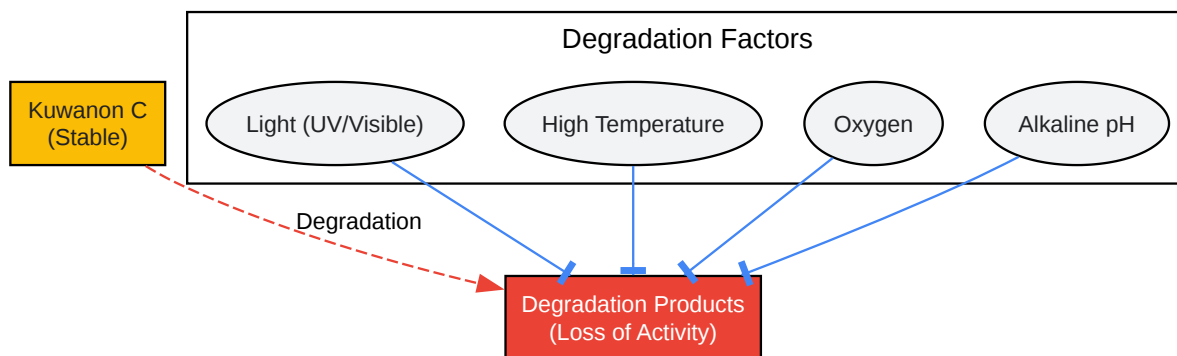 Degradation Factors
Kuwanon C
(Stable)
Light (UV/Visible)
High Temperature
Oxygen
Alkaline pH
Degradation
Degradation Products
(Loss of Activity)